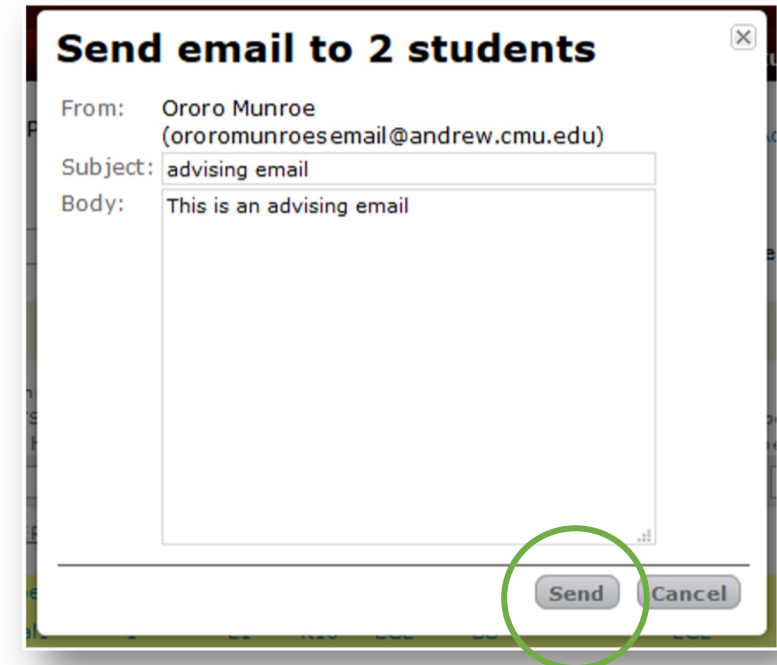 Send email to 2 students
From: Ororo Munroe
(ororomunroesemail@andrew.cmu.edu)
Subject: advising email
Body: This is an advising email
Send Cancel